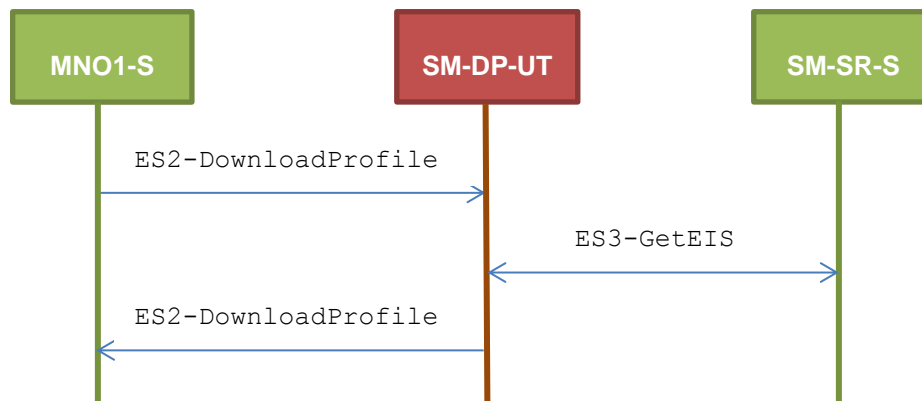 MNO1-S
SM-DP-UT
SM-SR-S
ES2-DownloadProfile
ES3-GetEIS
ES2-DownloadProfile